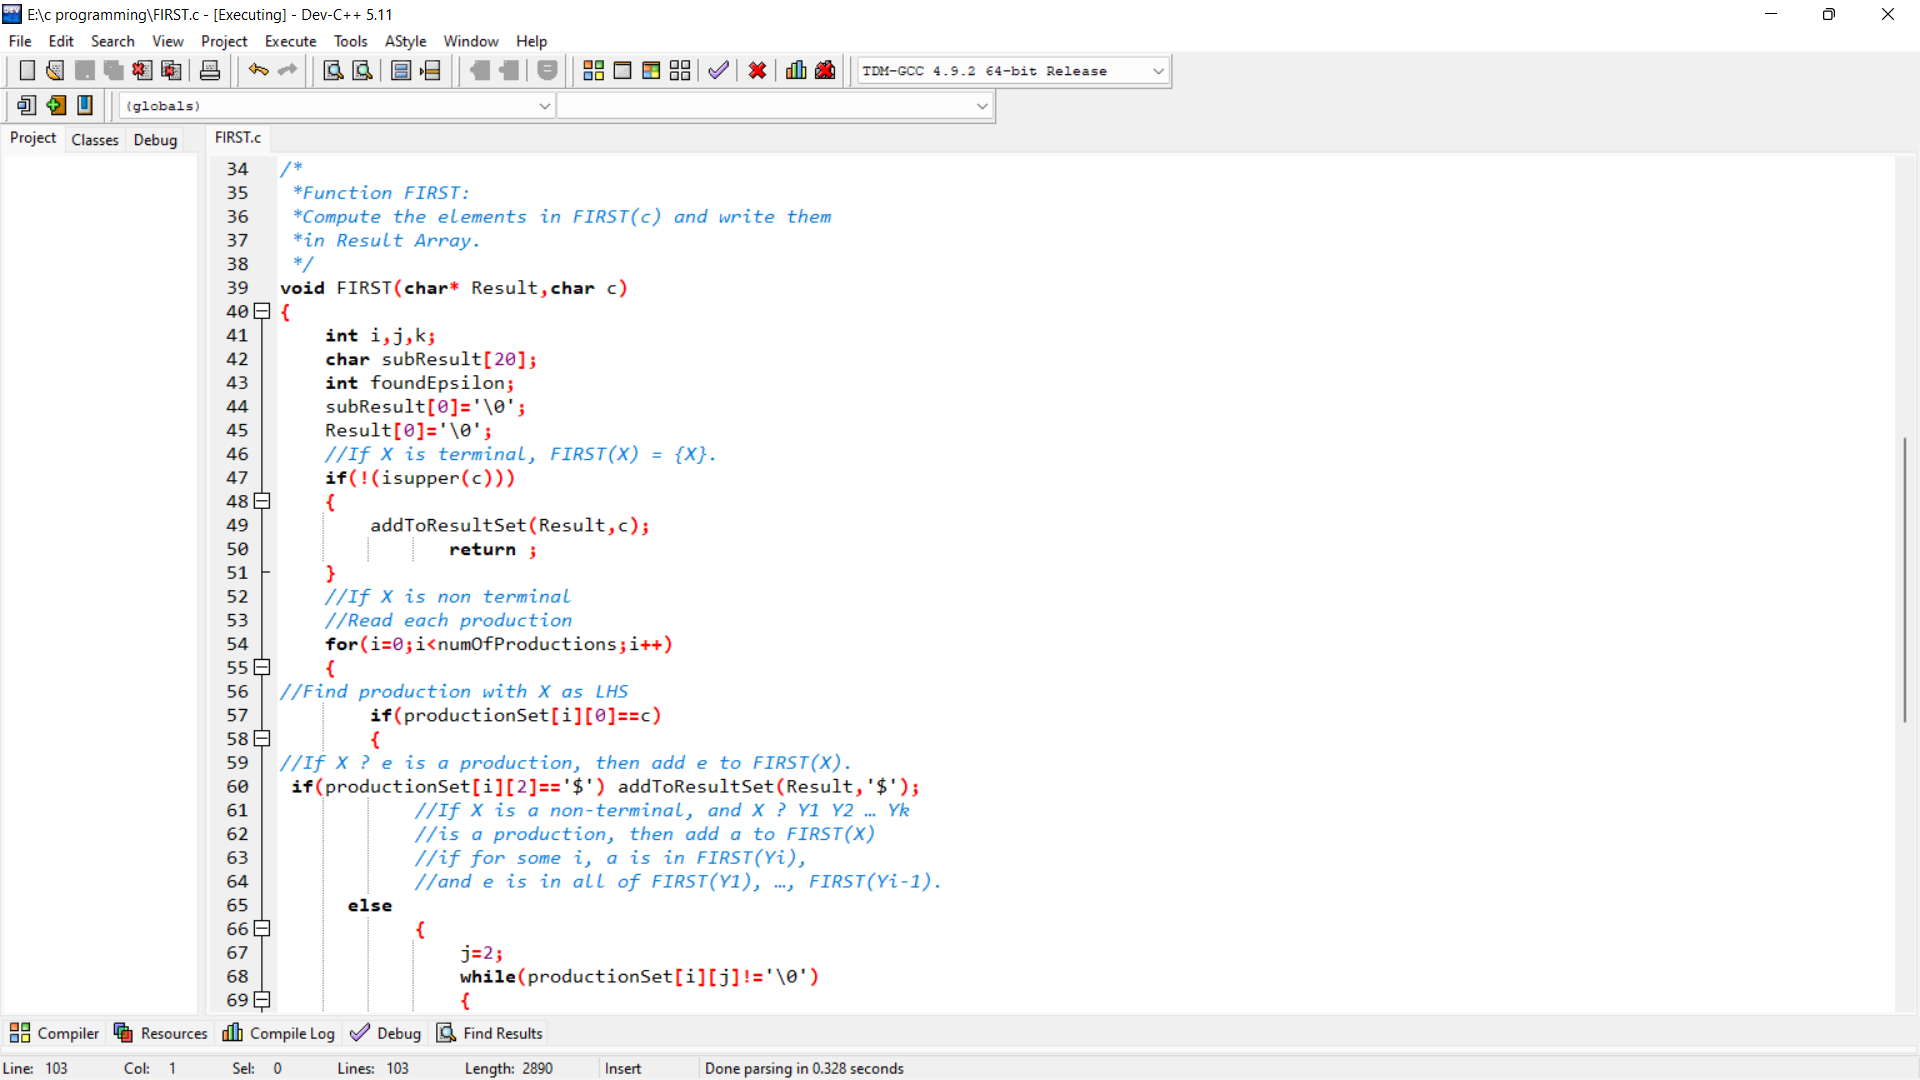 E:\c programming\FIRST.c - [Executing] - Dev-C++ 5.11
File Edit Search View Project Execute Tools AStyle Window Help
TDM-GCC 4.9.2 64-bit Release
(globals)
Project Classes Debug FIRST.c
34 /*
35 *Function FIRST:
36 *Compute the elements in FIRST(c) and write them
37 *in Result Array.
38 */
39 void FIRST(char* Result,char c)
40 {
41 int i,j,k;
42 char subResult[20];
43 int foundEpsilon;
44 subResult[0]='\0';
45 Result[0]='\0';
46 //If X is terminal, FIRST(X) = {X}.
47 if(!(isupper(c)))
48 {
49 addToResultSet(Result,c);
50 return ;
51 }
52 //If X is non terminal
53 //Read each production
54 for(i=0;i<numOfProductions;i++)
55 {
56 //Find production with X as LHS
57 if(productionSet[i][0]==c)
58 {
59 //If X ? e is a production, then add e to FIRST(X).
60 if(productionSet[i][2]=='$') addToResultSet(Result,'$');
61 //If X is a non-terminal, and X ? Y1 Y2 … Yk
62 //is a production, then add a to FIRST(X)
63 //if for some i, a is in FIRST(Yi),
64 //and e is in all of FIRST(Y1), …, FIRST(Yi-1).
65 else
66 {
67 j=2;
68 while(productionSet[i][j]!='\0')
69 {
Compiler Resources Compile Log Debug Find Results
Line: 103 Col: 1 Sel: 0 Lines: 103 Length: 2890 Insert Done parsing in 0.328 seconds